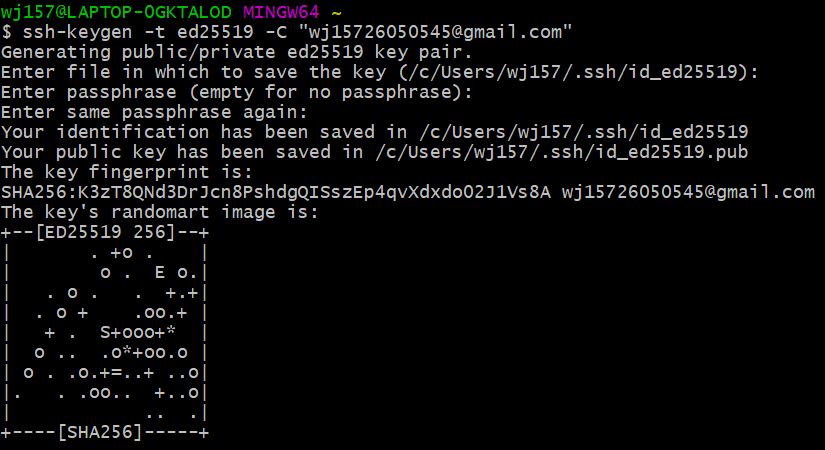 wj157@LAPTOP-OGKTALOD MINGW64 ~
$ ssh-keygen -t ed25519 -C "wj15726050545@gmail.com"
Generating public/private ed25519 key pair.
Enter file in which to save the key (/c/Users/wj157/.ssh/id_ed25519):
Enter passphrase (empty for no passphrase):
Enter same passphrase again:
Your identification has been saved in /c/Users/wj157/.ssh/id_ed25519
Your public key has been saved in /c/Users/wj157/.ssh/id_ed25519.pub
The key fingerprint is:
SHA256:K3zT8QNd3DrJcn8PshdgQISszEp4qvXdxdoO2J1Vs8A wj15726050545@gmail.com
The key's randomart image is:
+--[ED25519 256]--+
|        . +o .     |
|         o .  E o.|
|   . o .   .  +.+|
|  . o +    .oo.+ |
|   + .  S+ooo+*  |
|  o ..  .o*+oo.o |
| o . .o.+=..+ ..o|
|.   . .oo..  +..o|
|             ..  .|
+----[SHA256]-----+